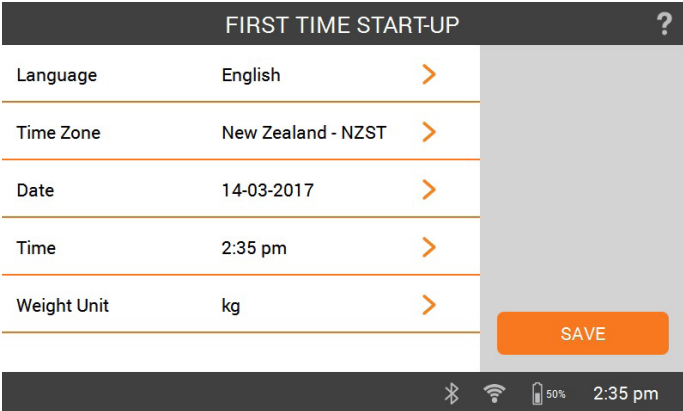 FIRST TIME START-UP ?
Language English
Time Zone New Zealand - NZST
Date 14-03-2017
Time 2:35 pm
Weight Unit kg
SAVE
50% 2:35 pm